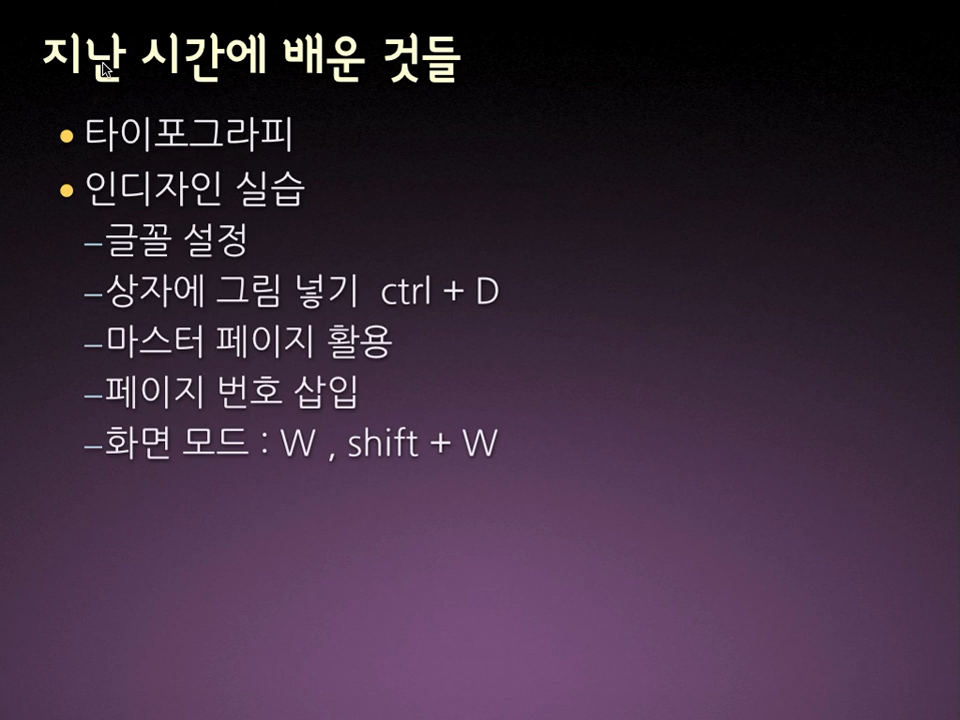 지난 시간에 배운 것들
• 타이포그라피
• 인디자인 실습
–글꼴 설정
–상자에 그림 넣기 ctrl + D
–마스터 페이지 활용
–페이지 번호 삽입
–화면 모드 : W , shift + W